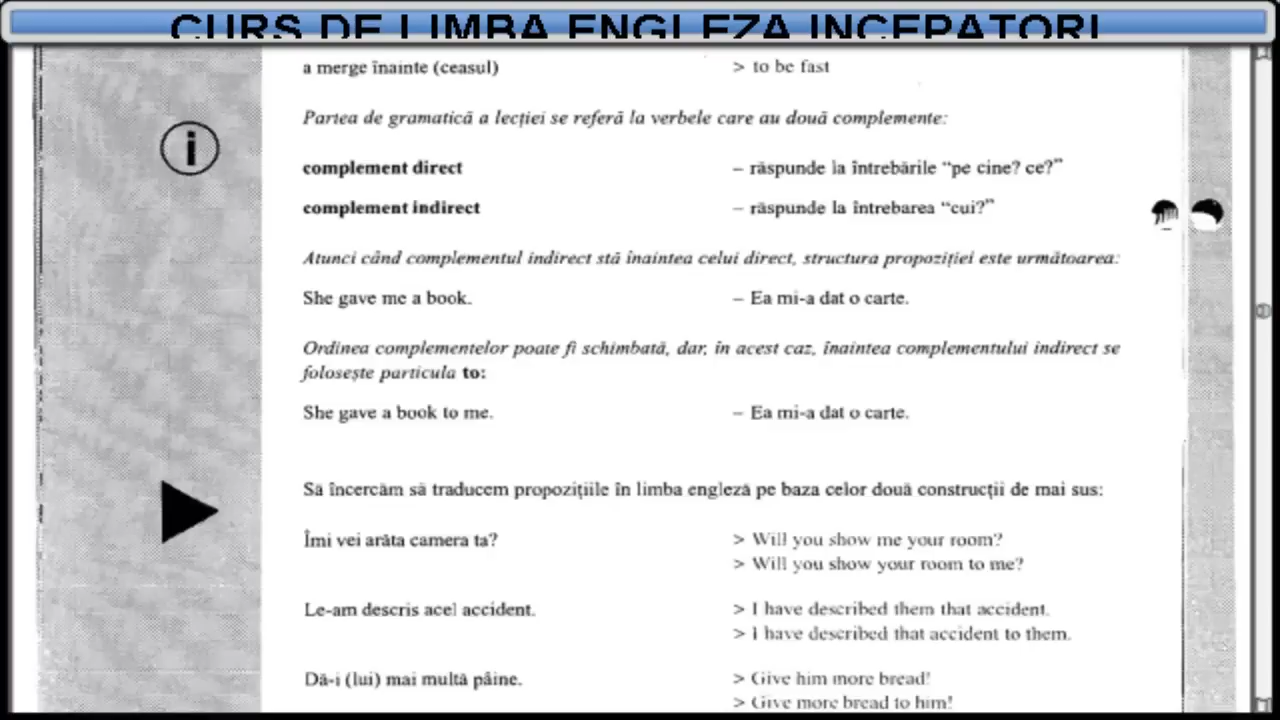 CURS DE LIMBA ENGLEZA INCEPATORI
a merge înainte (ceasul) > to be fast
Partea de gramatică a lecției se referă la verbele care au două complemente:
complement direct – răspunde la întrebările “pe cine? ce?”
complement indirect – răspunde la întrebarea “cui?”
Atunci când complementul indirect stă înaintea celui direct, structura propoziției este următoarea:
She gave me a book. – Ea mi-a dat o carte.
Ordinea complementelor poate fi schimbată, dar, în acest caz, înaintea complementului indirect se
folosește particula to:
She gave a book to me. – Ea mi-a dat o carte.
Să încercăm să traducem propozițiile în limba engleză pe baza celor două construcții de mai sus:
Îmi vei arăta camera ta? > Will you show me your room?
> Will you show your room to me?
Le-am descris acel accident. > I have described them that accident.
> I have described that accident to them.
Dă-i (lui) mai multă pâine. > Give him more bread!
> Give more bread to him!